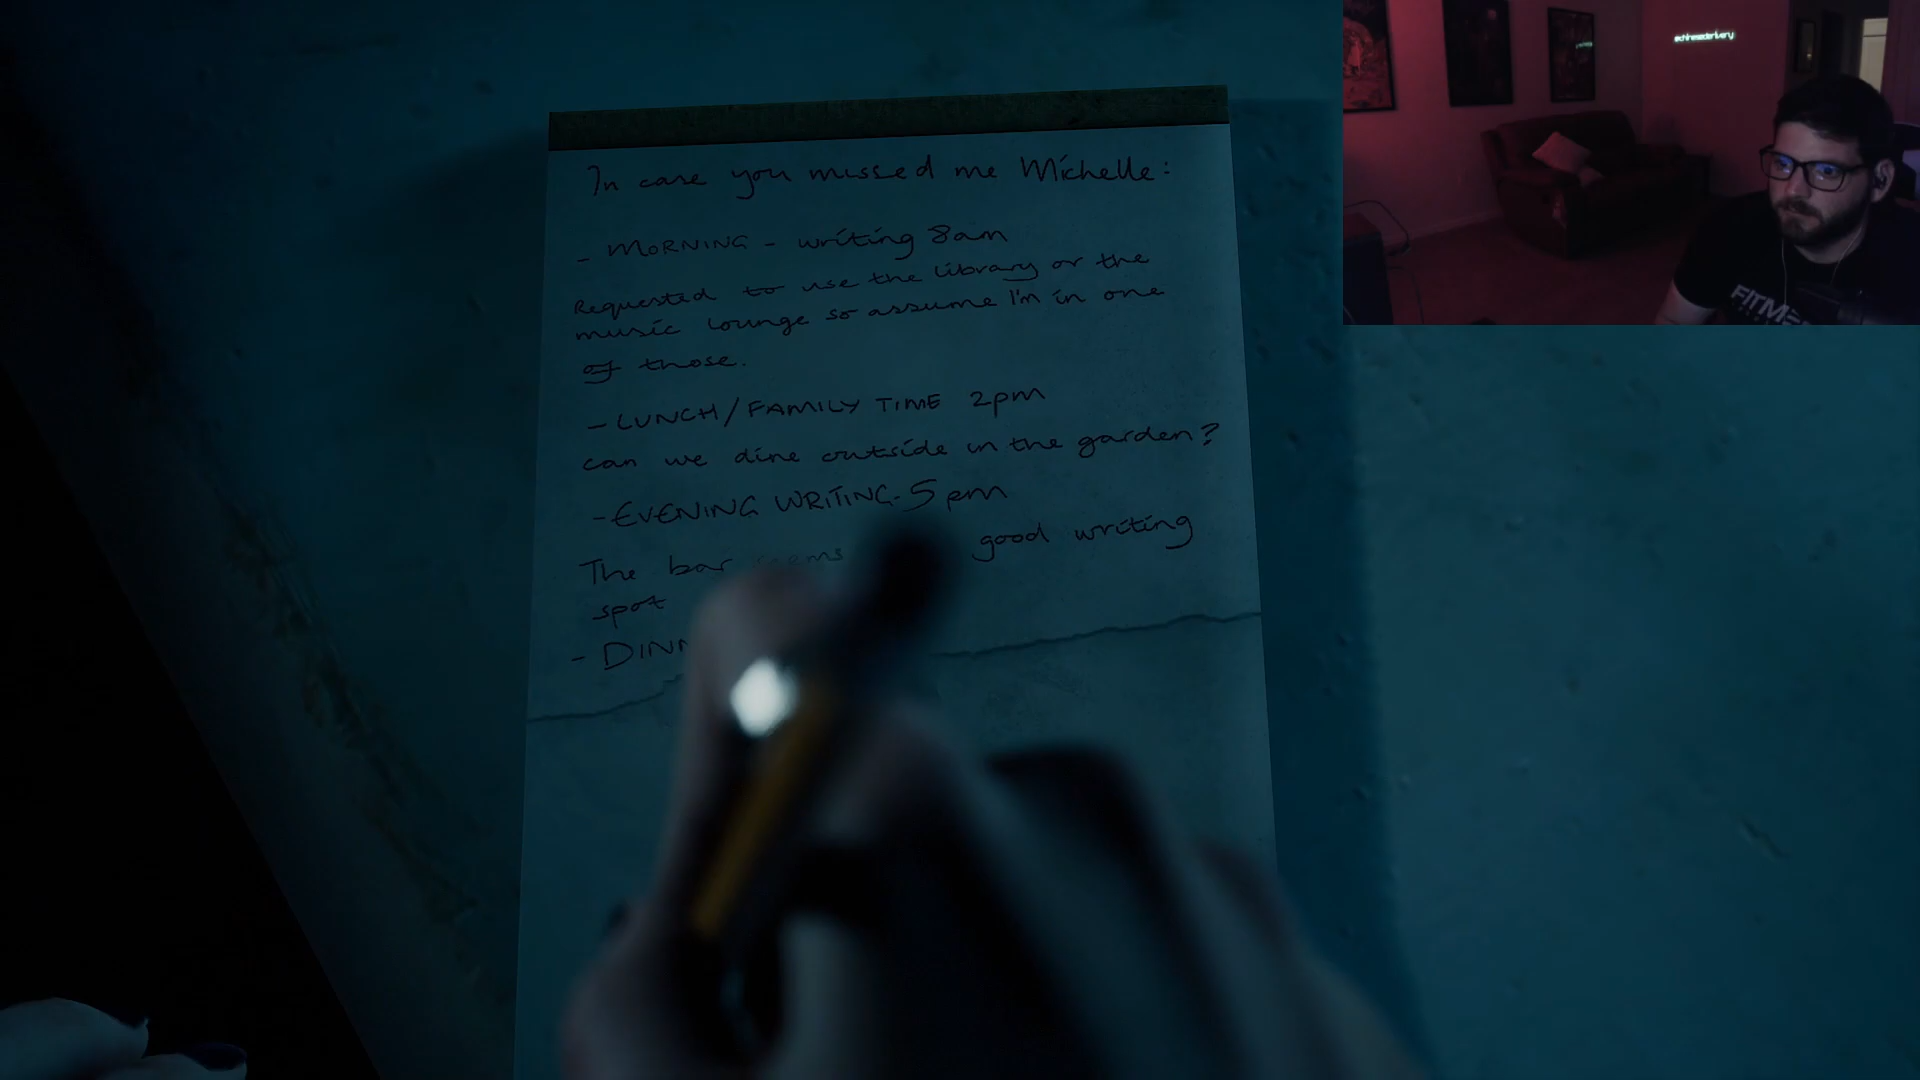 In case you missed me Michelle:
- MORNING - writing 8am
Requested to use the library or the
music lounge so assume I'm in one
of those.
- LUNCH/FAMILY TIME 2pm
can we dine outside in the garden?
- EVENING WRITING - 5pm
The bar good writing
spot
- DINN
FITME